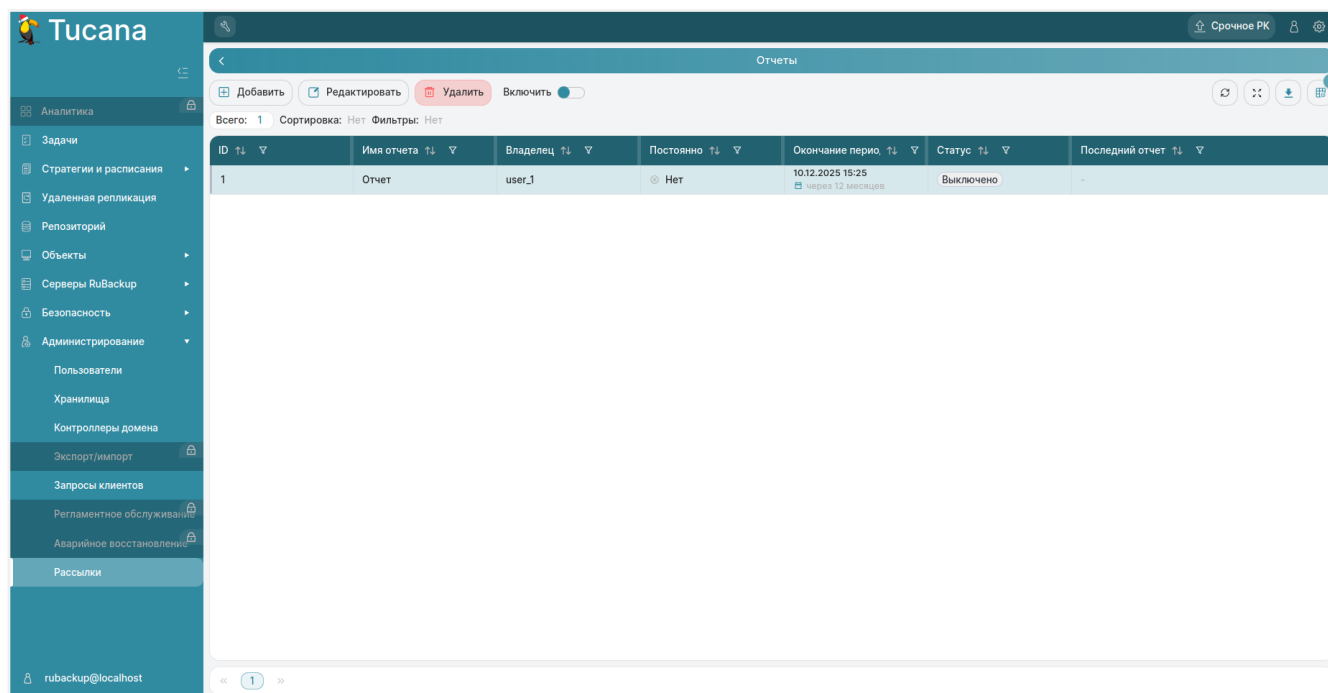 Tucana
Срочное РК
Отчеты
Добавить Редактировать Удалить Включить
Всего: 1 Сортировка: Нет Фильтры: Нет
ID Имя отчета Владелец Постоянно Окончание перио, Статус Последний отчет
1 Отчет user_1 Нет 10.12.2025 15:25 Выключено -
через 12 месяцев
Аналитика
Задачи
Стратегии и расписания
Удаленная репликация
Репозиторий
Объекты
Серверы RuBackup
Безопасность
Администрирование
Пользователи
Хранилища
Контроллеры домена
Экспорт/импорт
Запросы клиентов
Регламентное обслуживание
Аварийное восстановление
Рассылки
rubackup@localhost
« 1 »